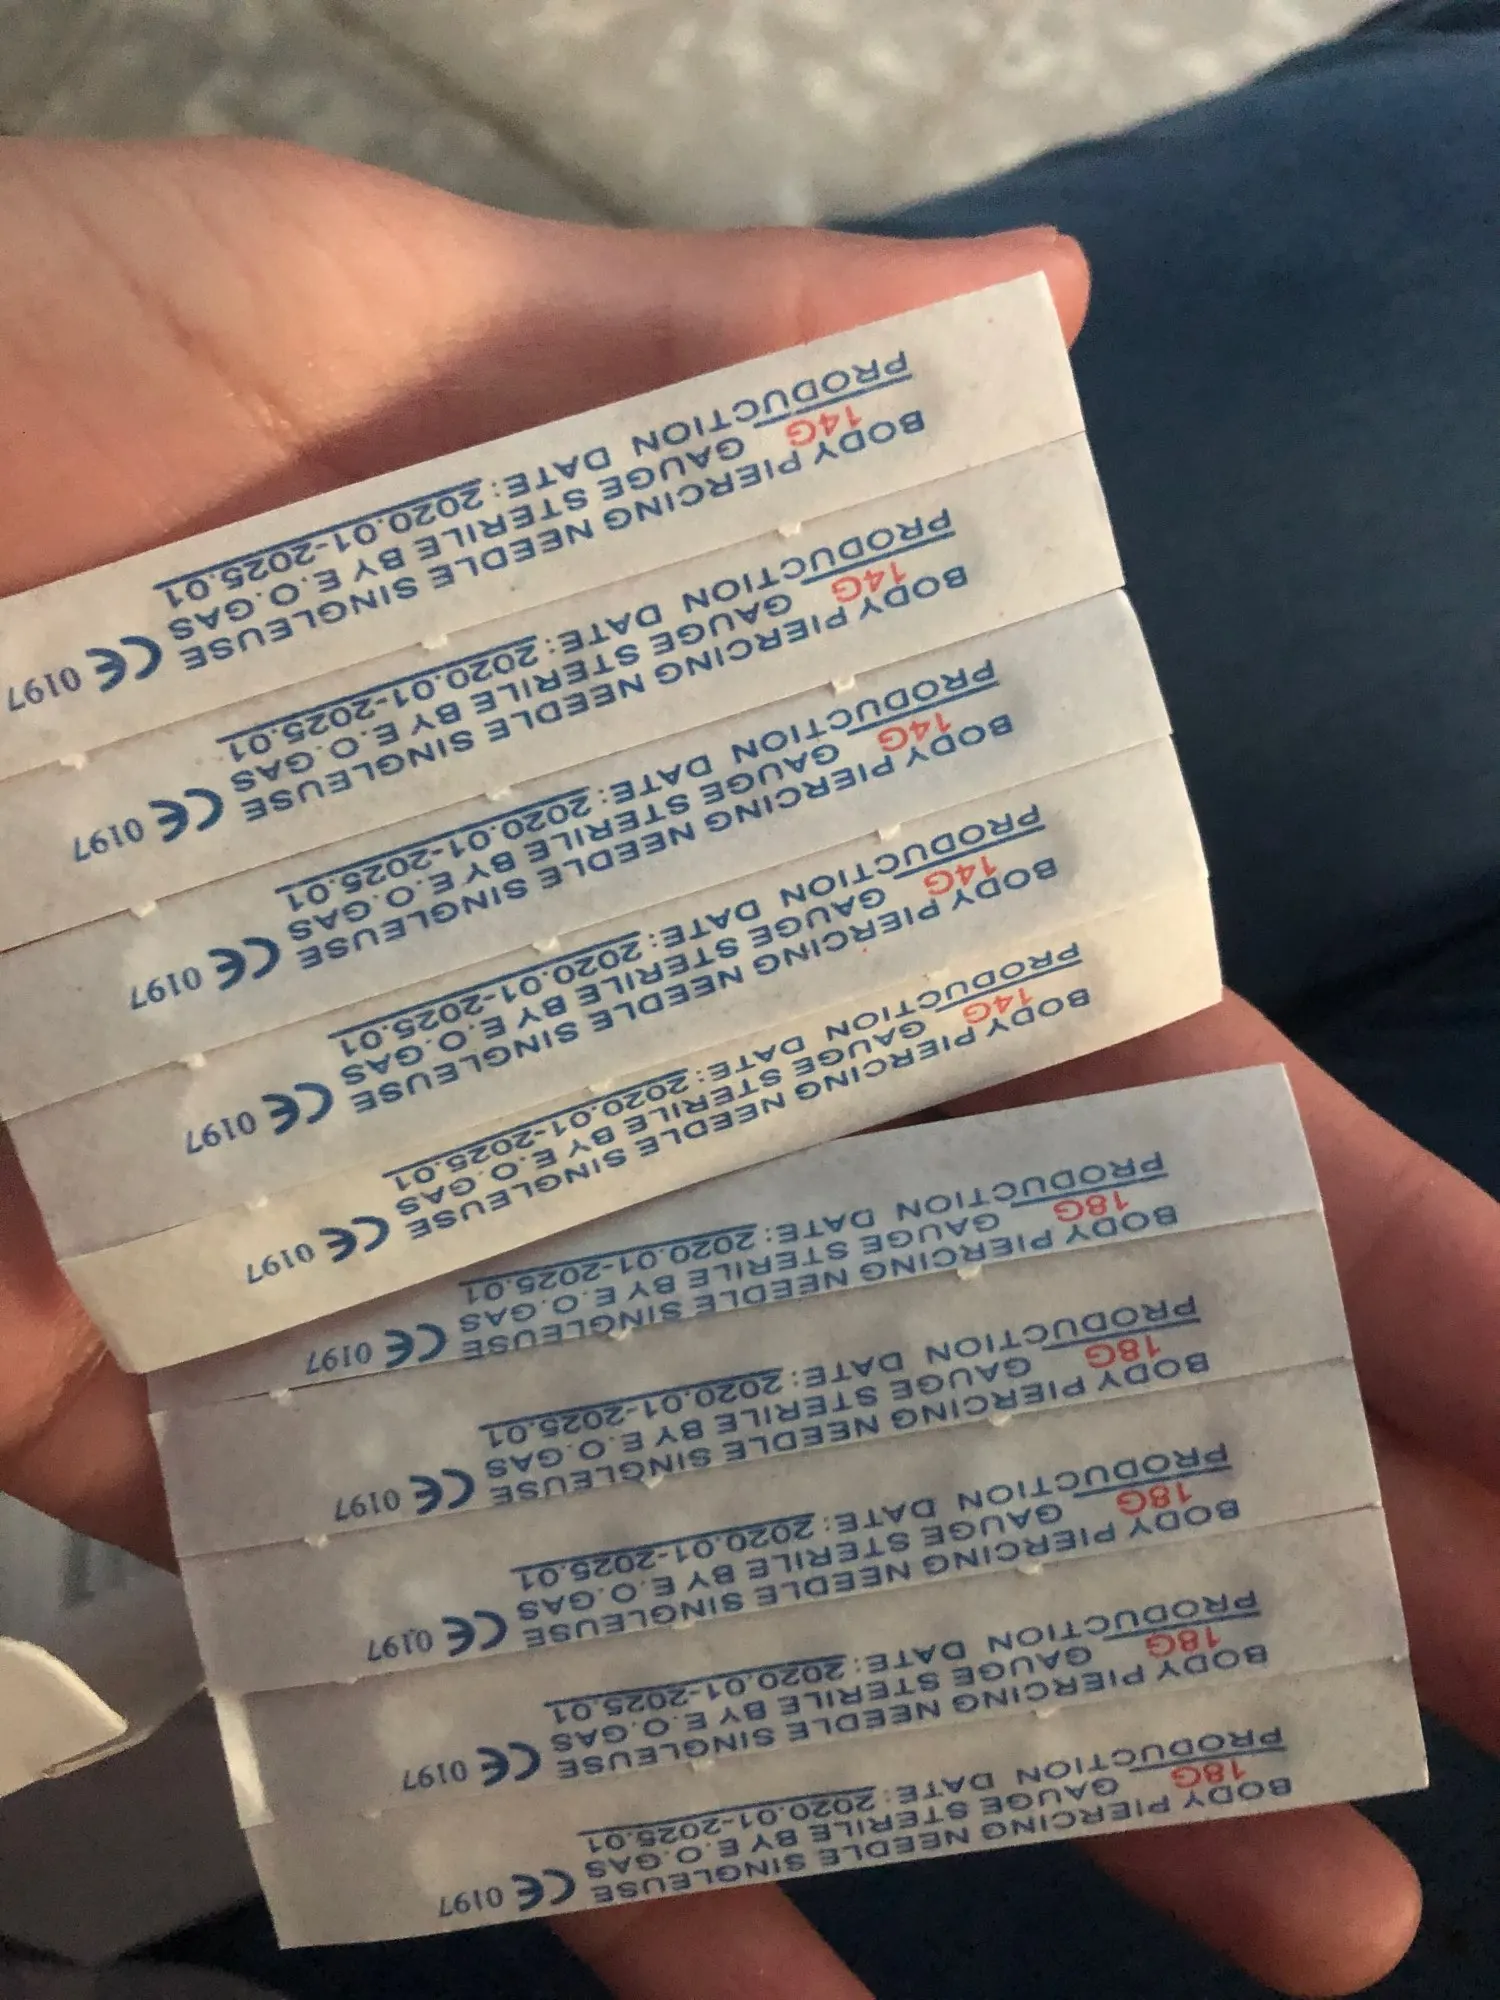 BODY PIERCING NEEDLE SINGLEUSE CE 0197
18G GAUGE STERILE BY E.O.GAS
PRODUCTION DATE:2020.01-2025.01
BODY PIERCING NEEDLE SINGLEUSE CE 0197
18G GAUGE STERILE BY E.O.GAS
PRODUCTION DATE:2020.01-2025.01
BODY PIERCING NEEDLE SINGLEUSE CE 0197
18G GAUGE STERILE BY E.O.GAS
PRODUCTION DATE:2020.01-2025.01
BODY PIERCING NEEDLE SINGLEUSE CE 0197
18G GAUGE STERILE BY E.O.GAS
PRODUCTION DATE:2020.01-2025.01
BODY PIERCING NEEDLE SINGLEUSE CE 0197
18G GAUGE STERILE BY E.O.GAS
PRODUCTION DATE:2020.01-2025.01
BODY PIERCING NEEDLE SINGLEUSE CE 0197
14G GAUGE STERILE BY E.O.GAS
PRODUCTION DATE:2020.01-2025.01
BODY PIERCING NEEDLE SINGLEUSE CE 0197
14G GAUGE STERILE BY E.O.GAS
PRODUCTION DATE:2020.01-2025.01
BODY PIERCING NEEDLE SINGLEUSE CE 0197
14G GAUGE STERILE BY E.O.GAS
PRODUCTION DATE:2020.01-2025.01
BODY PIERCING NEEDLE SINGLEUSE CE 0197
14G GAUGE STERILE BY E.O.GAS
PRODUCTION DATE:2020.01-2025.01
BODY PIERCING NEEDLE SINGLEUSE CE 0197
14G GAUGE STERILE BY E.O.GAS
PRODUCTION DATE:2020.01-2025.01